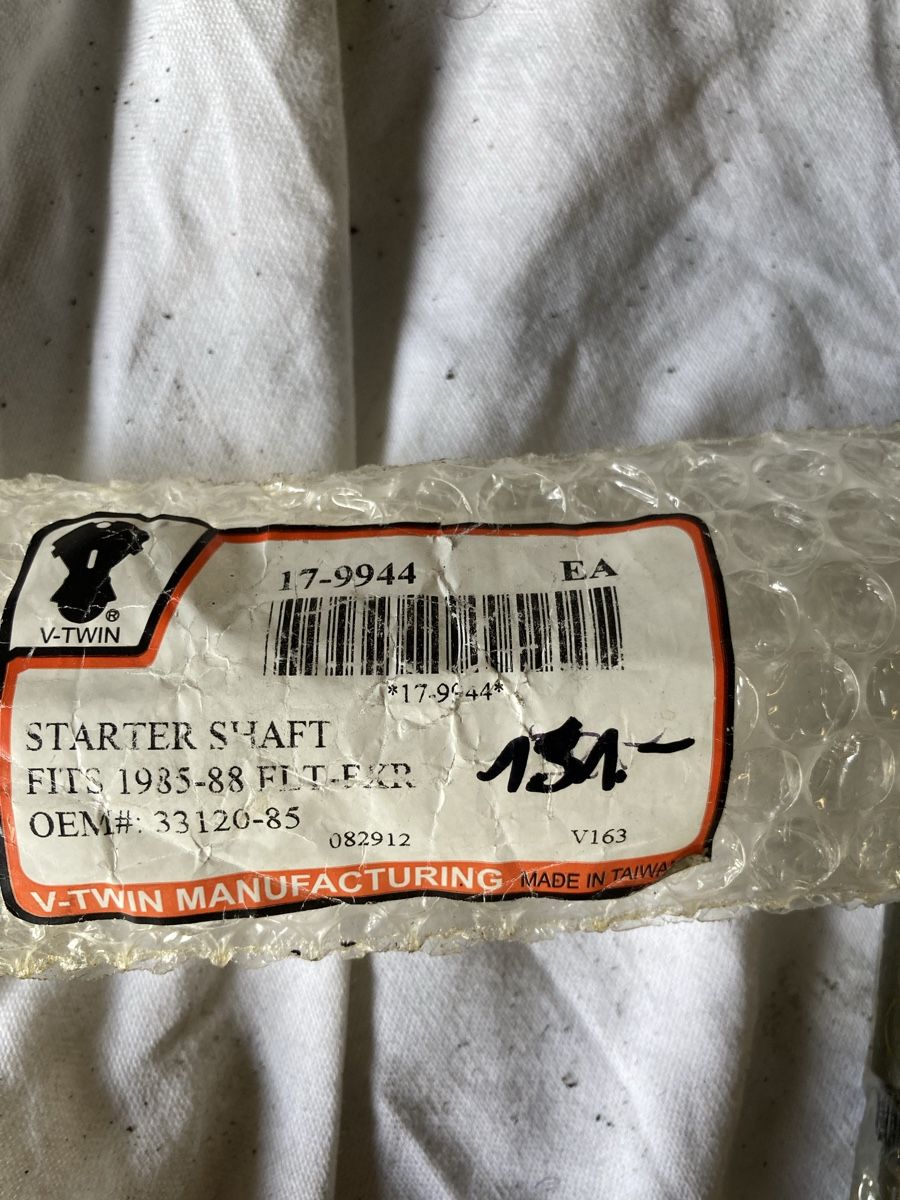 17-9944 EA
*17-9944*
® 
V-TWIN
STARTER SHAFT
FITS 1985-88 FLT-FXR
OEM#: 33120-85
082912 V163
V-TWIN MANUFACTURING MADE IN TAIWAN